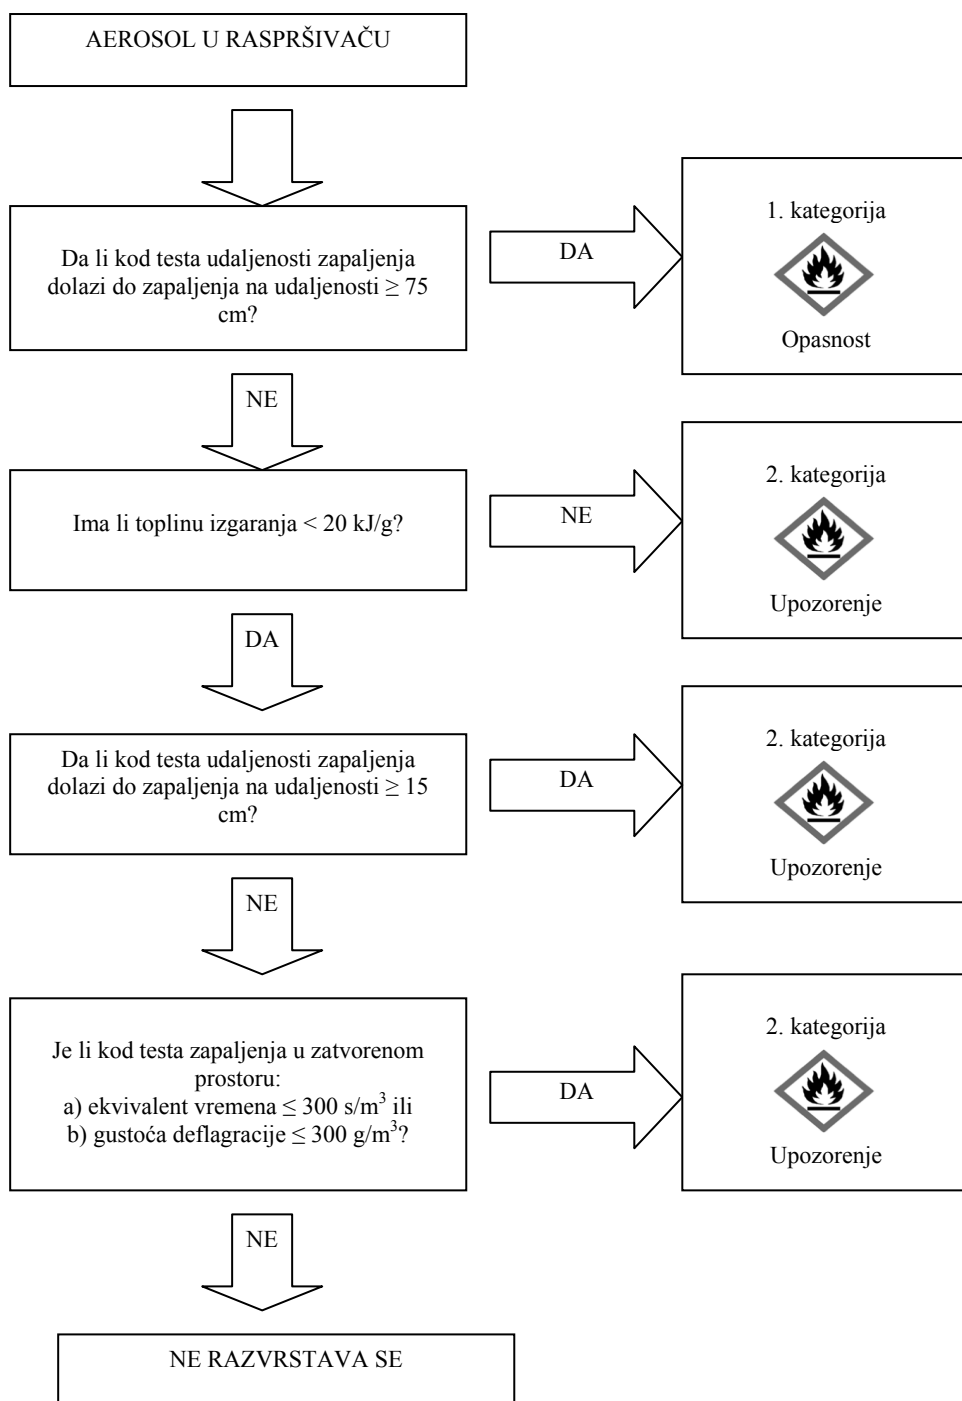 AEROSOL U RASPRŠIVAČU
Da li kod testa udaljenosti zapaljenja
dolazi do zapaljenja na udaljenosti ≥ 75
cm?
DA
1. kategorija
Opasnost
NE
Ima li toplinu izgaranja < 20 kJ/g?
NE
2. kategorija
Upozorenje
DA
Da li kod testa udaljenosti zapaljenja
dolazi do zapaljenja na udaljenosti ≥ 15
cm?
DA
2. kategorija
Upozorenje
NE
Je li kod testa zapaljenja u zatvorenom
prostoru:
a) ekvivalent vremena ≤ 300 s/m³ ili
b) gustoća deflagracije ≤ 300 g/m³?
DA
2. kategorija
Upozorenje
NE
NE RAZVRSTAVA SE